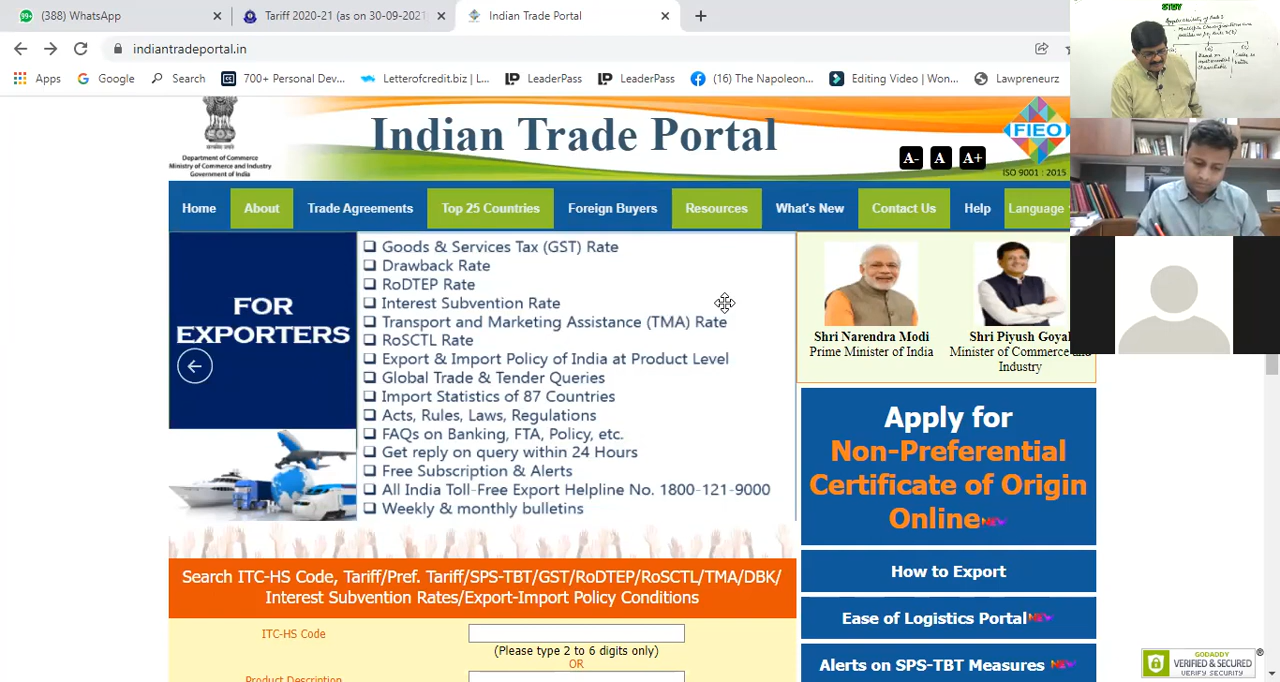 99+
(388) WhatsApp
Tariff 2020-21 (as on 30-09-2021
Indian Trade Portal
indiantradeportal.in
Apps
Google
Search
700+ Personal Dev...
Letterofcredit.biz | L...
LeaderPass
LeaderPass
(16) The Napoleon...
Editing Video | Won...
Lawpreneurz
Department of Commerce
Ministry of Commerce and Industry
Government of India
Indian Trade Portal
A-
A
A+
FIEO
ISO 9001 : 2015
Home
About
Trade Agreements
Top 25 Countries
Foreign Buyers
Resources
What's New
Contact Us
Help
Language
FOR
EXPORTERS
Goods & Services Tax (GST) Rate
Drawback Rate
RoDTEP Rate
Interest Subvention Rate
Transport and Marketing Assistance (TMA) Rate
RoSCTL Rate
Export & Import Policy of India at Product Level
Global Trade & Tender Queries
Import Statistics of 87 Countries
Acts, Rules, Laws, Regulations
FAQs on Banking, FTA, Policy, etc.
Get reply on query within 24 Hours
Free Subscription & Alerts
All India Toll-Free Export Helpline No. 1800-121-9000
Weekly & monthly bulletins
Shri Narendra Modi
Prime Minister of India
Shri Piyush Goyal
Minister of Commerce and
Industry
Apply for
Non-Preferential
Certificate of Origin
Online NEW
How to Export
Ease of Logistics Portal NEW
Alerts on SPS-TBT Measures NEW
Search ITC-HS Code, Tariff/Pref. Tariff/SPS-TBT/GST/RoDTEP/RoSCTL/TMA/DBK/
Interest Subvention Rates/Export-Import Policy Conditions
ITC-HS Code
(Please type 2 to 6 digits only)
OR
Product Description
GODADDY
VERIFIED & SECURED
VERIFY SECURITY